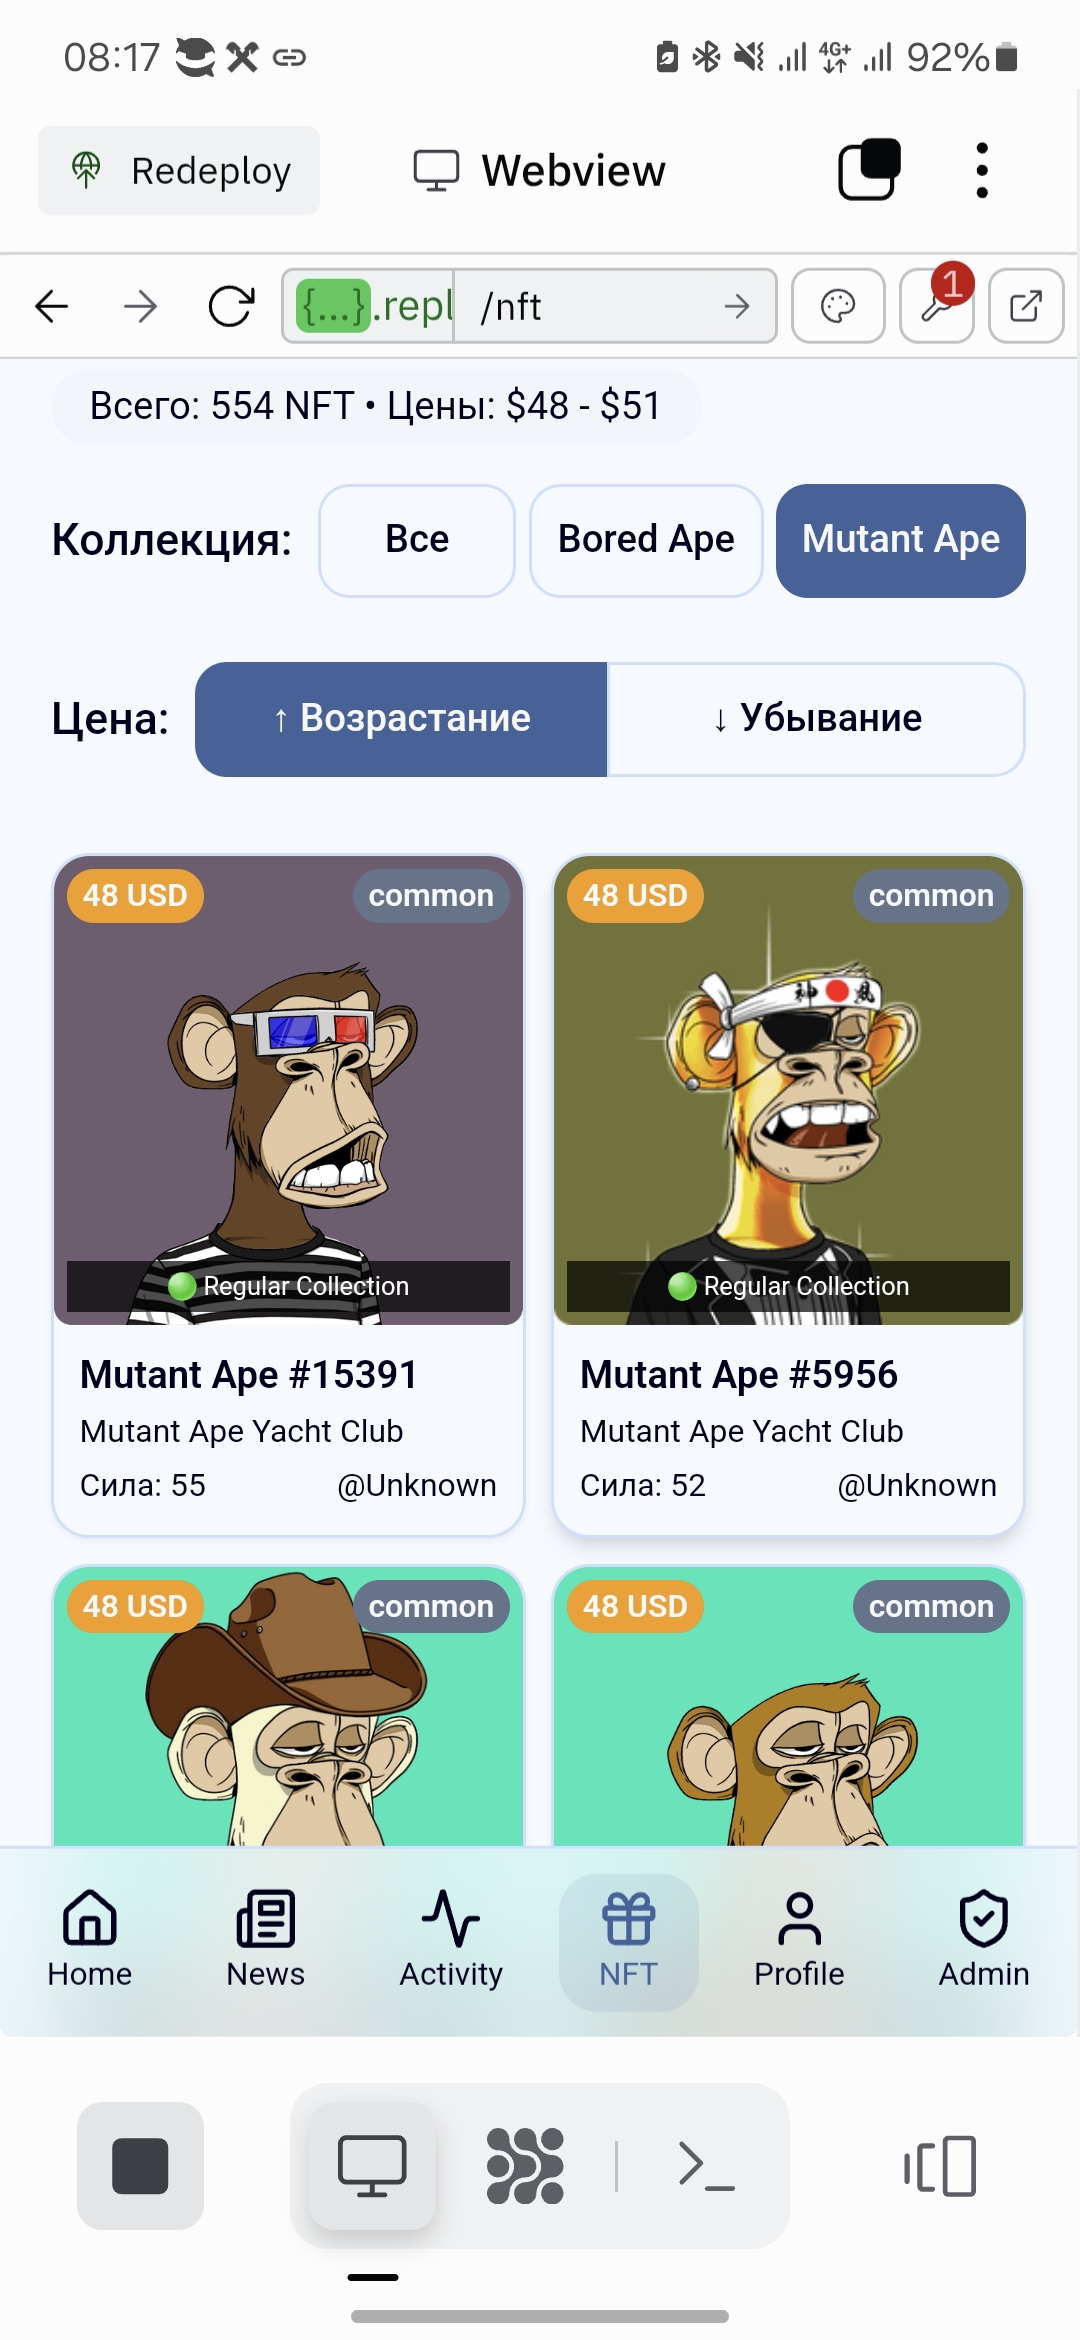 08:17
4G+ 92%
Redeploy
Webview
{...}.repl /nft
1
Всего: 554 NFT • Цены: $48 - $51
Коллекция: Все Bored Ape Mutant Ape
Цена: ↑ Возрастание ↓ Убывание
48 USD common
48 USD common
神風
Regular Collection
Regular Collection
Mutant Ape #15391
Mutant Ape Yacht Club
Сила: 55 @Unknown
Mutant Ape #5956
Mutant Ape Yacht Club
Сила: 52 @Unknown
48 USD common
48 USD common
Home News Activity NFT Profile Admin